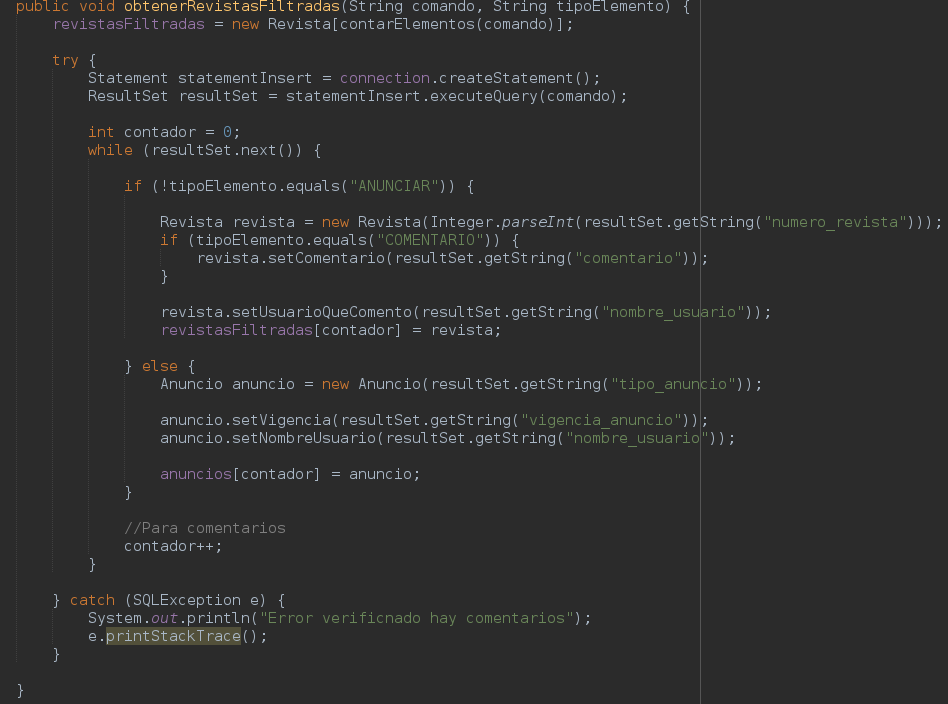 public void obtenerRevistasFiltradas(String comando, String tipoElemento) {
revistasFiltradas = new Revista[contarElementos(comando)];
try {
Statement statementInsert = connection.createStatement();
ResultSet resultSet = statementInsert.executeQuery(comando);
int contador = 0;
while (resultSet.next()) {
if (!tipoElemento.equals("ANUNCIAR")) {
Revista revista = new Revista(Integer.parseInt(resultSet.getString("numero_revista")));
if (tipoElemento.equals("COMENTARIO")) {
revista.setComentario(resultSet.getString("comentario"));
}
revista.setUsuarioQueComento(resultSet.getString("nombre_usuario"));
revistasFiltradas[contador] = revista;
} else {
Anuncio anuncio = new Anuncio(resultSet.getString("tipo_anuncio"));
anuncio.setVigencia(resultSet.getString("vigencia_anuncio"));
anuncio.setNombreUsuario(resultSet.getString("nombre_usuario"));
anuncios[contador] = anuncio;
}
//Para comentarios
contador++;
}
} catch (SQLException e) {
System.out.println("Error verificnado hay comentarios");
e.printStackTrace();
}
}